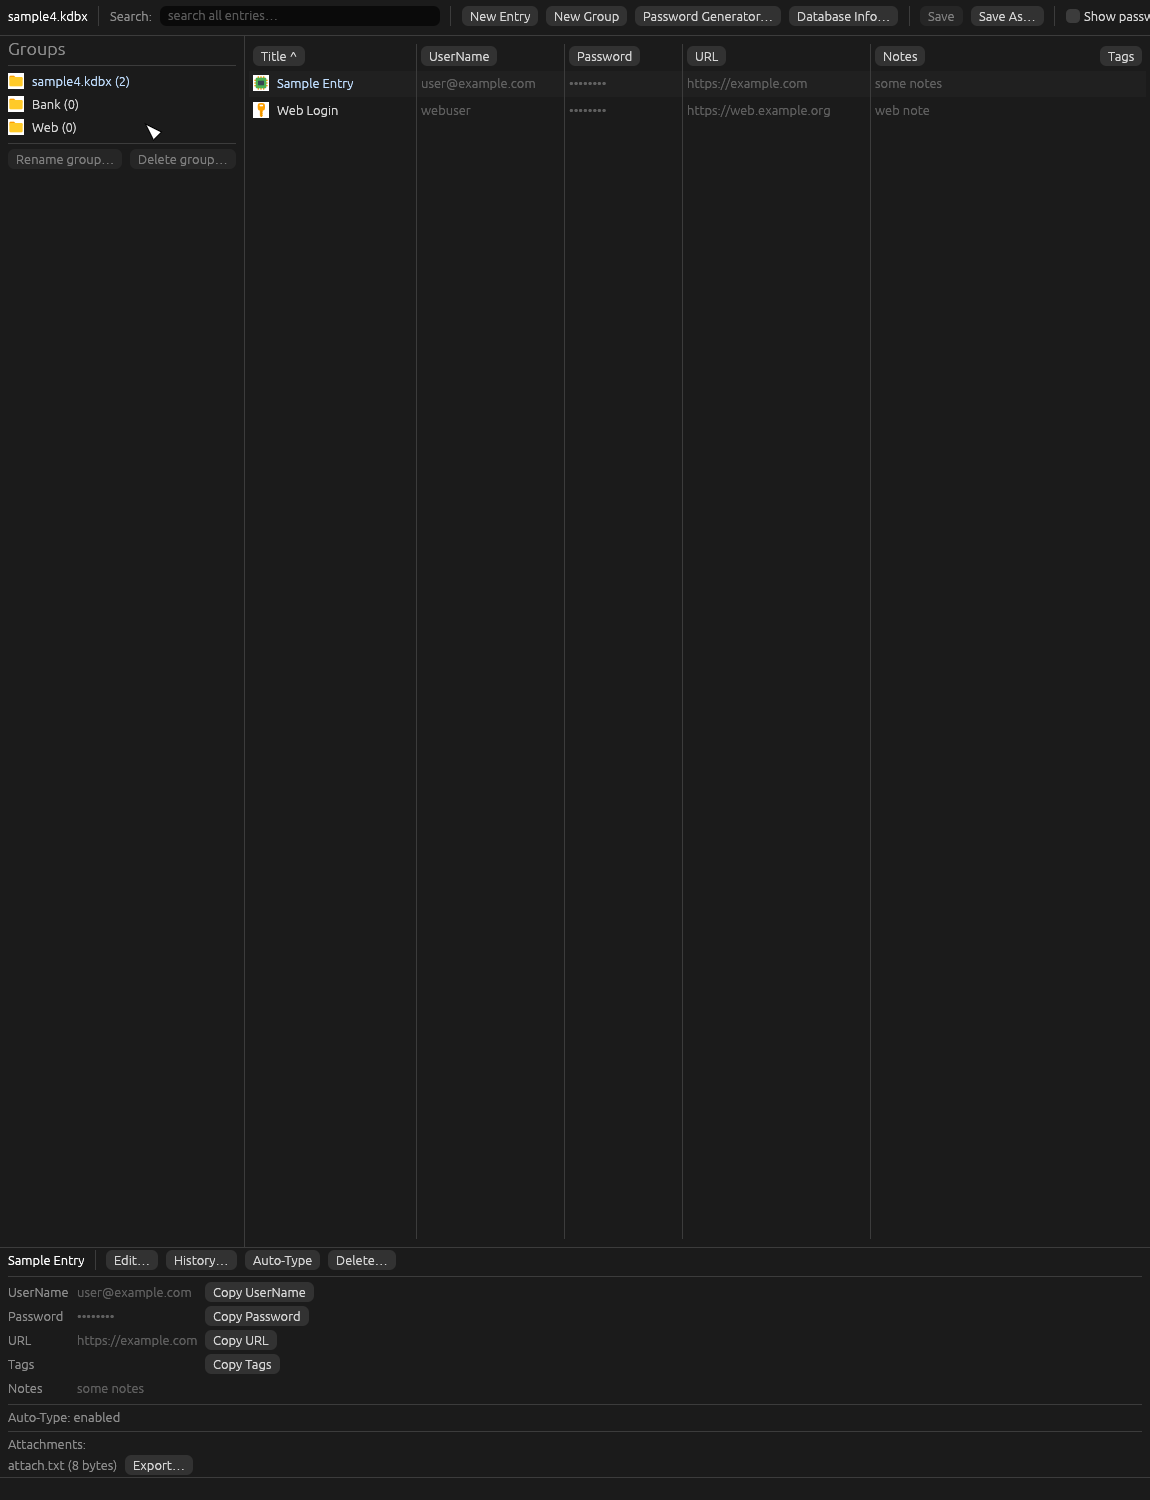 sample4.kdbx Search: search all entries... New Entry New Group Password Generator... Database Info... Save Save As... Show passw
Groups
sample4.kdbx (2)
Bank (0)
Web (0)
Rename group... Delete group...
Title ^ UserName Password URL Notes Tags
Sample Entry user@example.com •••••••• https://example.com some notes
Web Login webuser •••••••• https://web.example.org web note
Sample Entry Edit... History... Auto-Type Delete...
UserName user@example.com Copy UserName
Password •••••••• Copy Password
URL https://example.com Copy URL
Tags Copy Tags
Notes some notes
Auto-Type: enabled
Attachments:
attach.txt (8 bytes) Export...